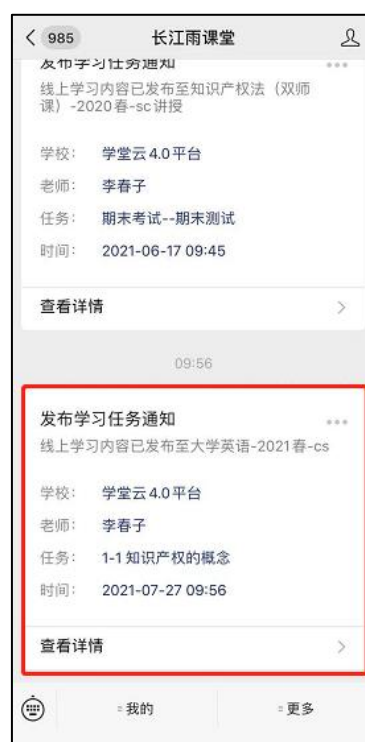 985
长江雨课堂
发布学习任务通知
线上学习内容已发布至知识产权法（双师
课）-2020春-sc讲授
学校：学堂云4.0平台
老师：李春子
任务：期末考试--期末测试
时间：2021-06-17 09:45
查看详情
09:56
发布学习任务通知
线上学习内容已发布至大学英语-2021春-cs
学校：学堂云4.0平台
老师：李春子
任务：1-1 知识产权的概念
时间：2021-07-27 09:56
查看详情
我的
更多